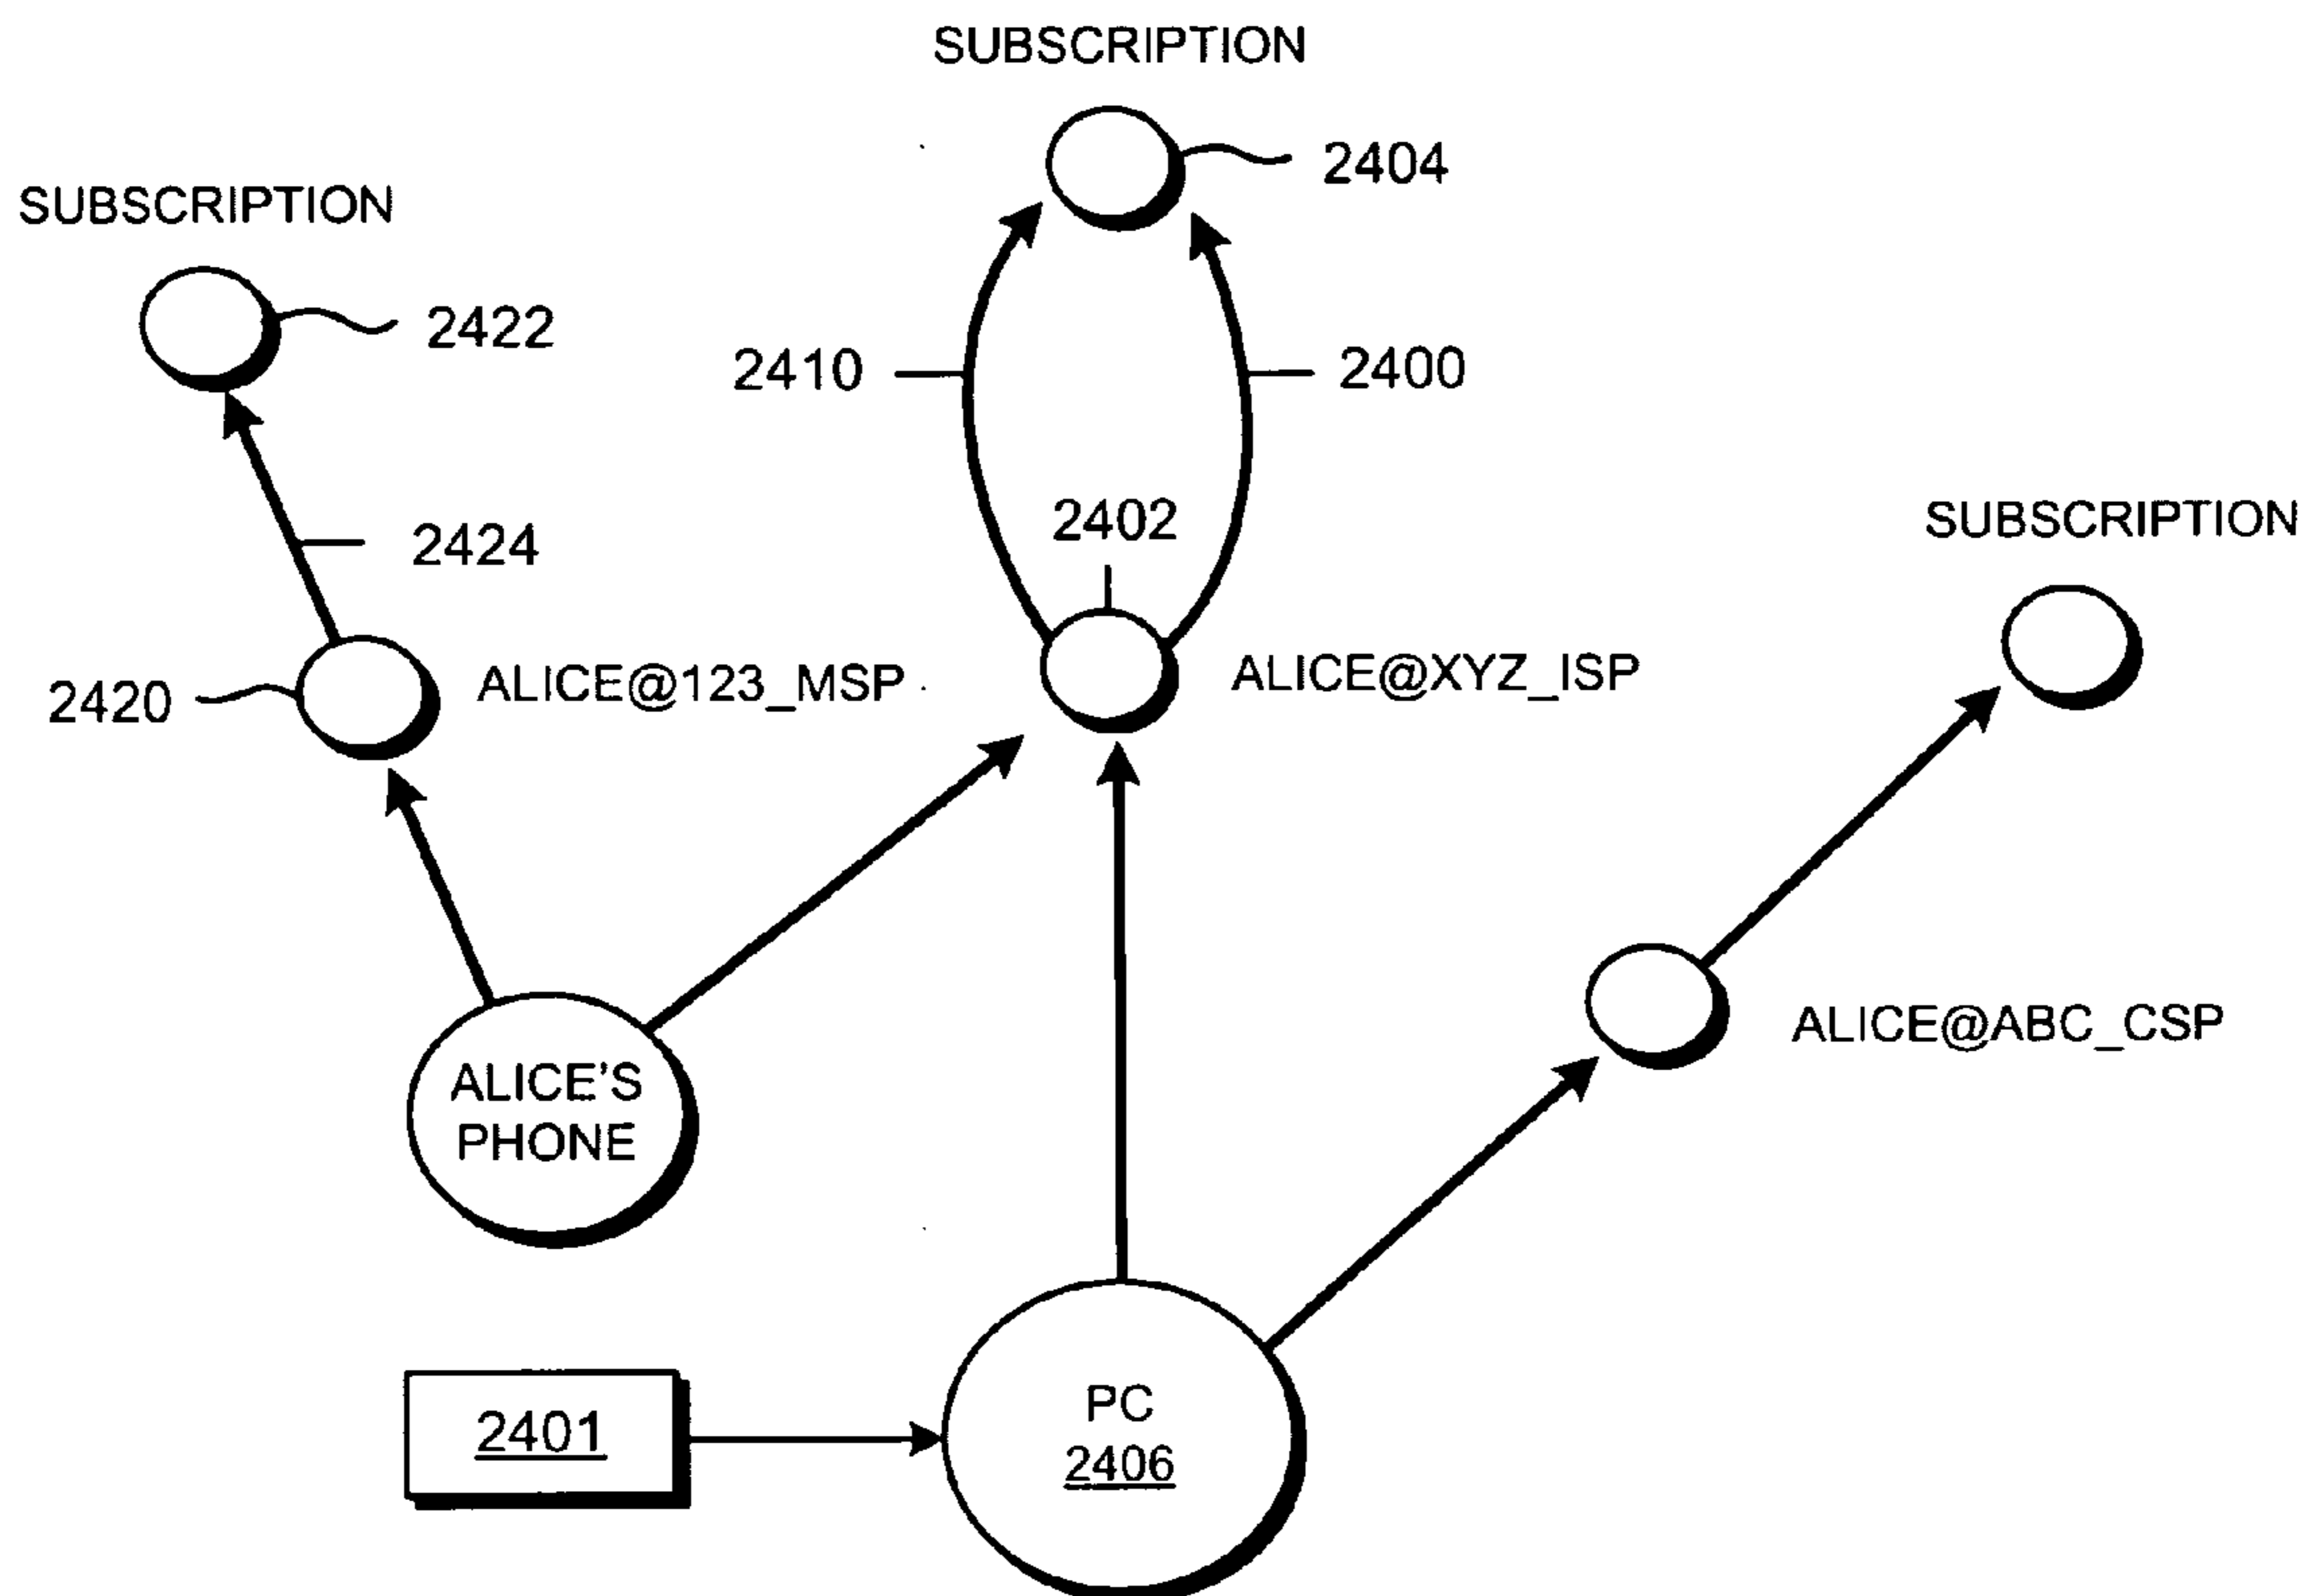 SUBSCRIPTION
2404
SUBSCRIPTION
2422
2410
2400
2402
SUBSCRIPTION
2424
ALICE@123_MSP
ALICE@XYZ_ISP
2420
ALICE@ABC_CSP
ALICE'S
PHONE
PC
2401
2406